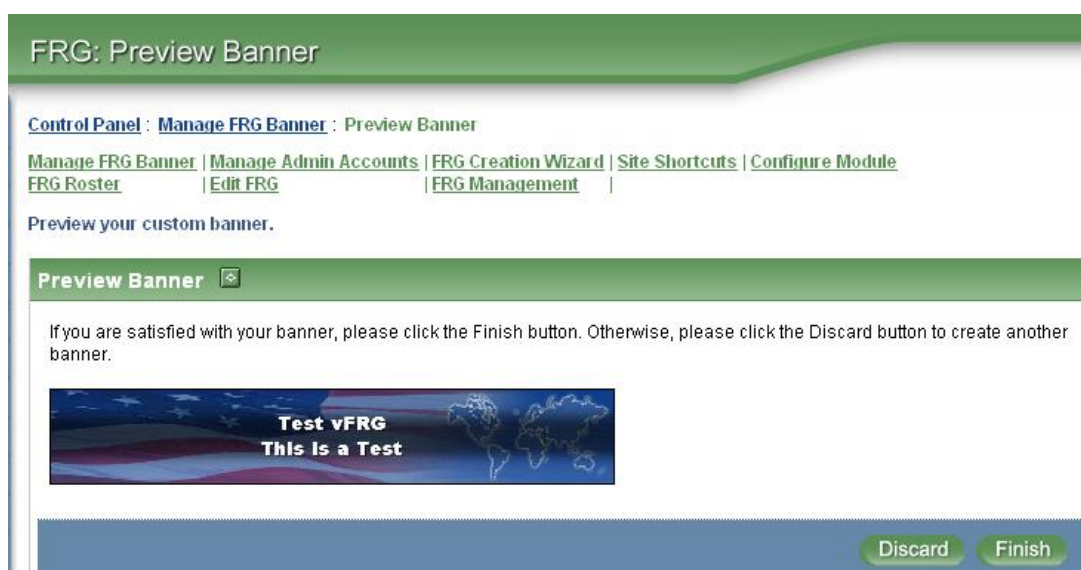 FRG: Preview Banner
Control Panel : Manage FRG Banner : Preview Banner
Manage FRG Banner | Manage Admin Accounts | FRG Creation Wizard | Site Shortcuts | Configure Module
FRG Roster | Edit FRG | FRG Management |
Preview your custom banner.
Preview Banner
If you are satisfied with your banner, please click the Finish button. Otherwise, please click the Discard button to create another
banner.
Test vFRG
This is a Test
Discard Finish